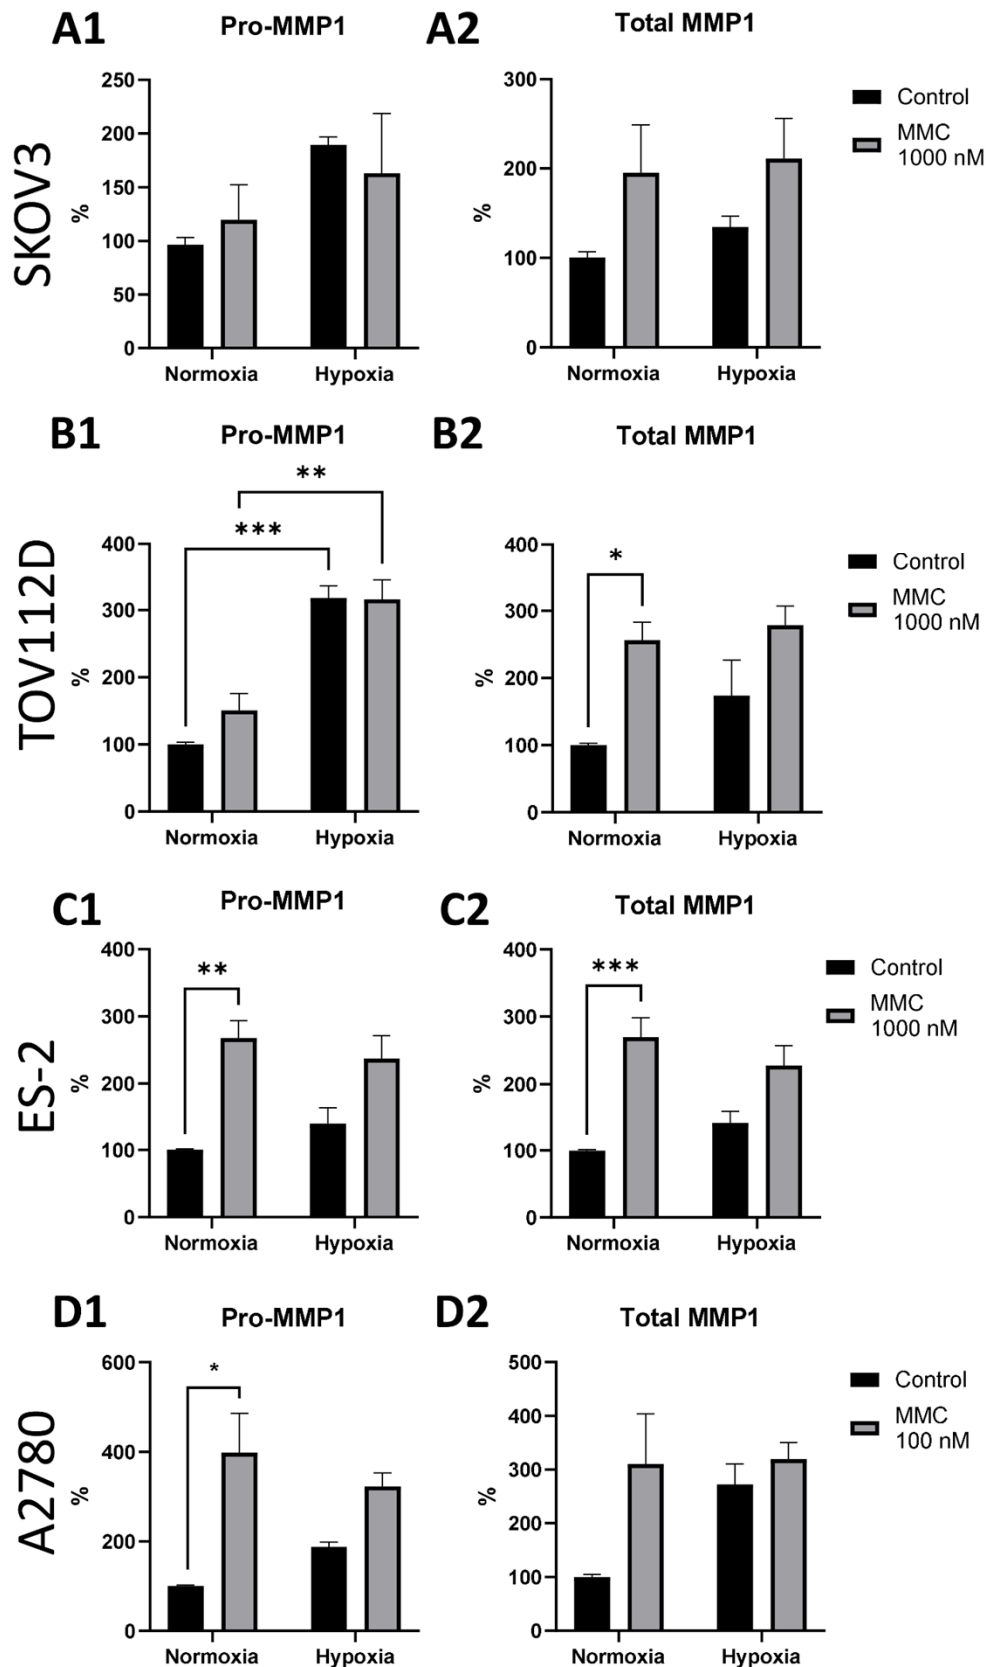 A1
Pro-MMP1
A2
Total MMP1
SKOV3
%
250
200
150
100
50
0
Normoxia
Hypoxia
%
300
200
100
0
Normoxia
Hypoxia
Control
MMC
1000 nM
B1
Pro-MMP1
B2
Total MMP1
TOV112D
%
400
300
200
100
0
***
**
Normoxia
Hypoxia
%
400
300
200
100
0
*
Normoxia
Hypoxia
Control
MMC
1000 nM
C1
Pro-MMP1
C2
Total MMP1
ES-2
%
400
300
200
100
0
**
Normoxia
Hypoxia
%
400
300
200
100
0
***
Normoxia
Hypoxia
Control
MMC
1000 nM
D1
Pro-MMP1
D2
Total MMP1
A2780
%
600
400
200
0
*
Normoxia
Hypoxia
%
500
400
300
200
100
0
Normoxia
Hypoxia
Control
MMC
100 nM